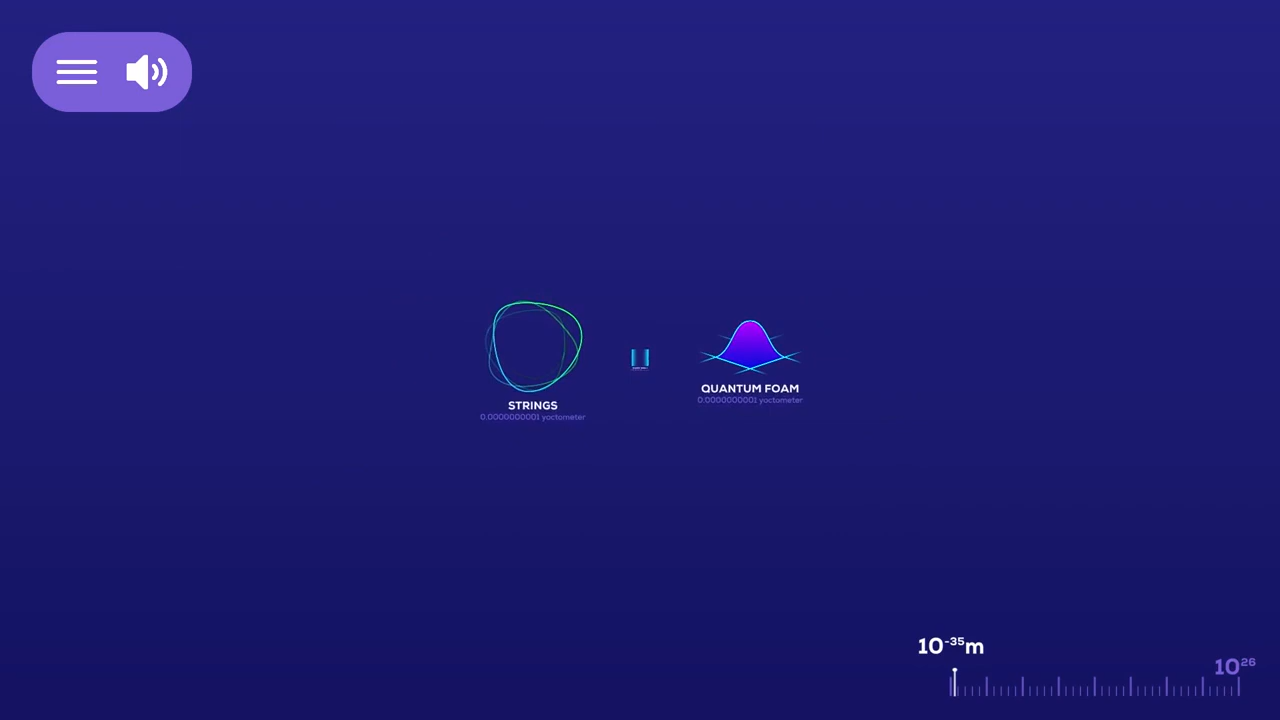 STRINGS
0.0000000001 yoctometer
QUANTUM FOAM
0.0000000001 yoctometer
10⁻³⁵m
10²⁶